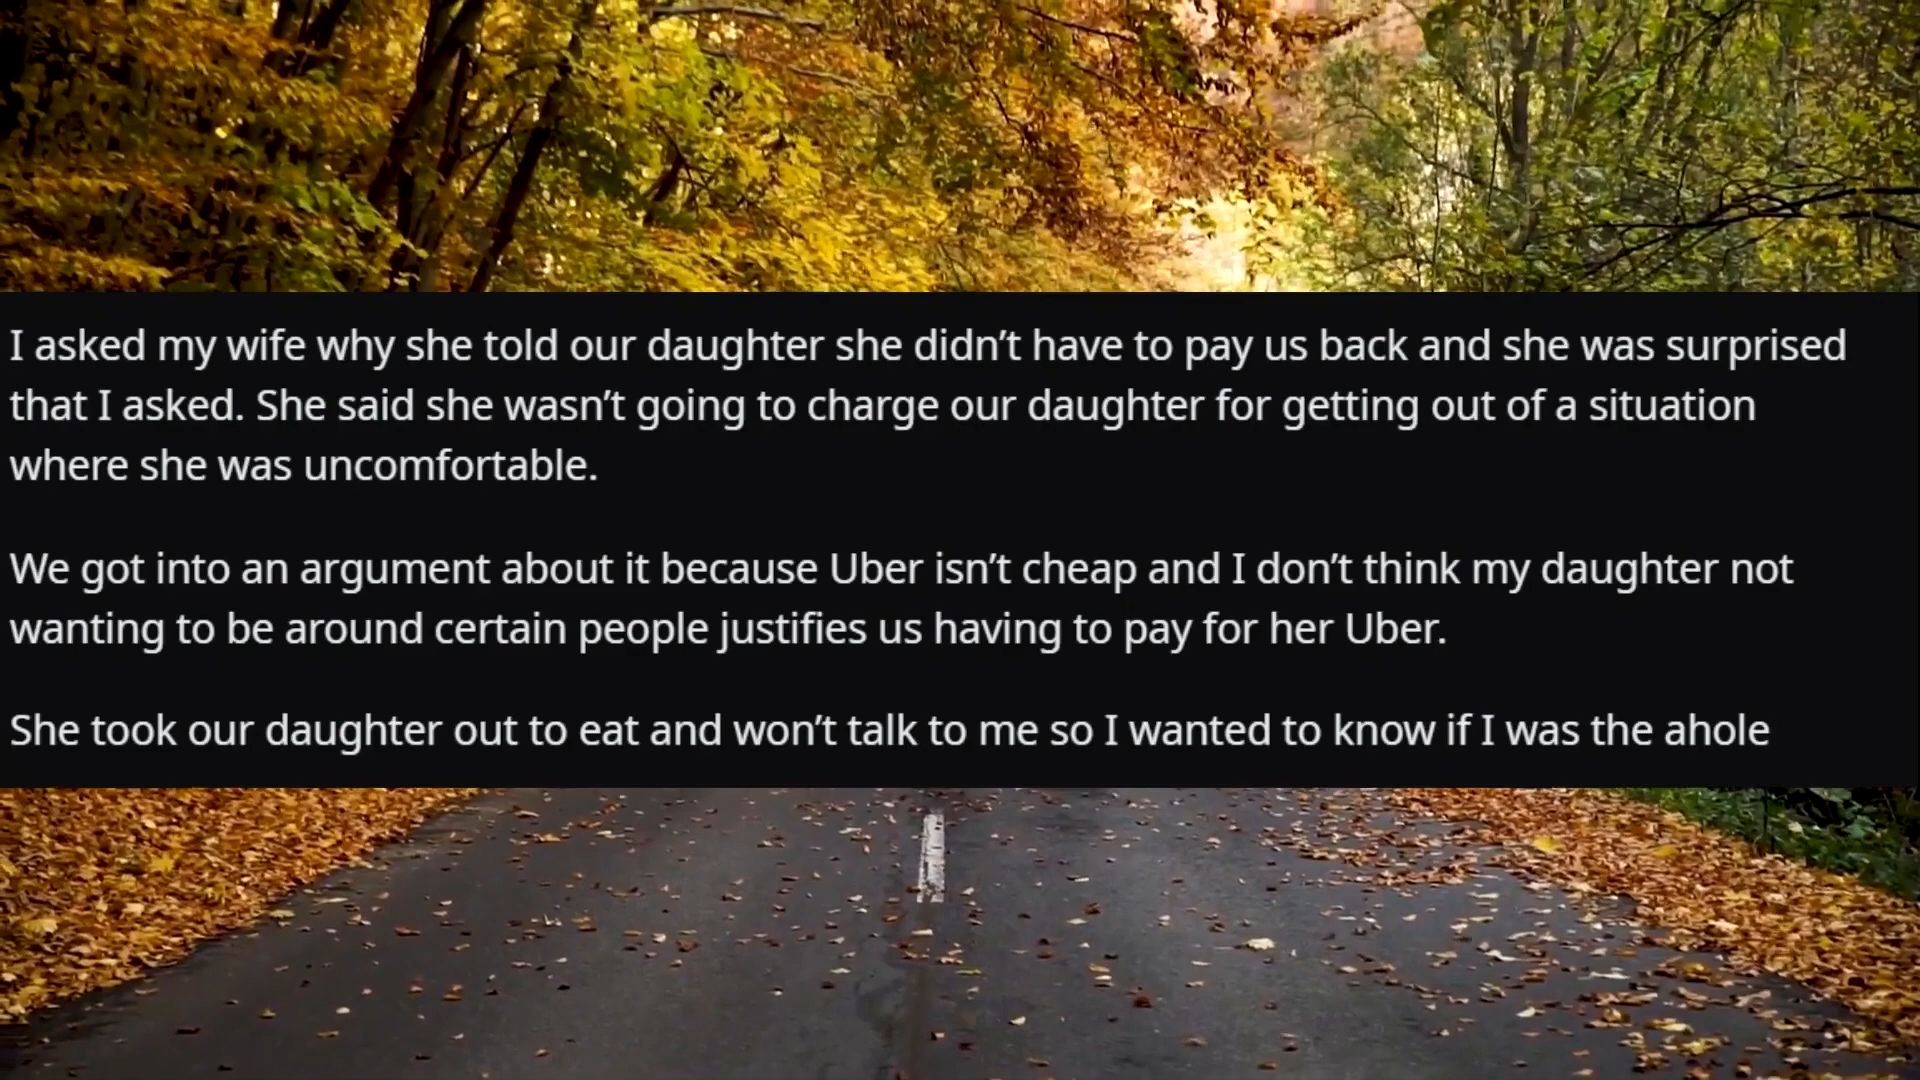 I asked my wife why she told our daughter she didn’t have to pay us back and she was surprised
that I asked. She said she wasn’t going to charge our daughter for getting out of a situation
where she was uncomfortable.
We got into an argument about it because Uber isn’t cheap and I don’t think my daughter not
wanting to be around certain people justifies us having to pay for her Uber.
She took our daughter out to eat and won’t talk to me so I wanted to know if I was the ahole